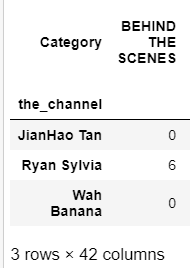 BEHIND
Category THE
SCENES
the_channel
JianHao Tan 0
Ryan Sylvia 6
Wah
Banana 0
3 rows × 42 columns